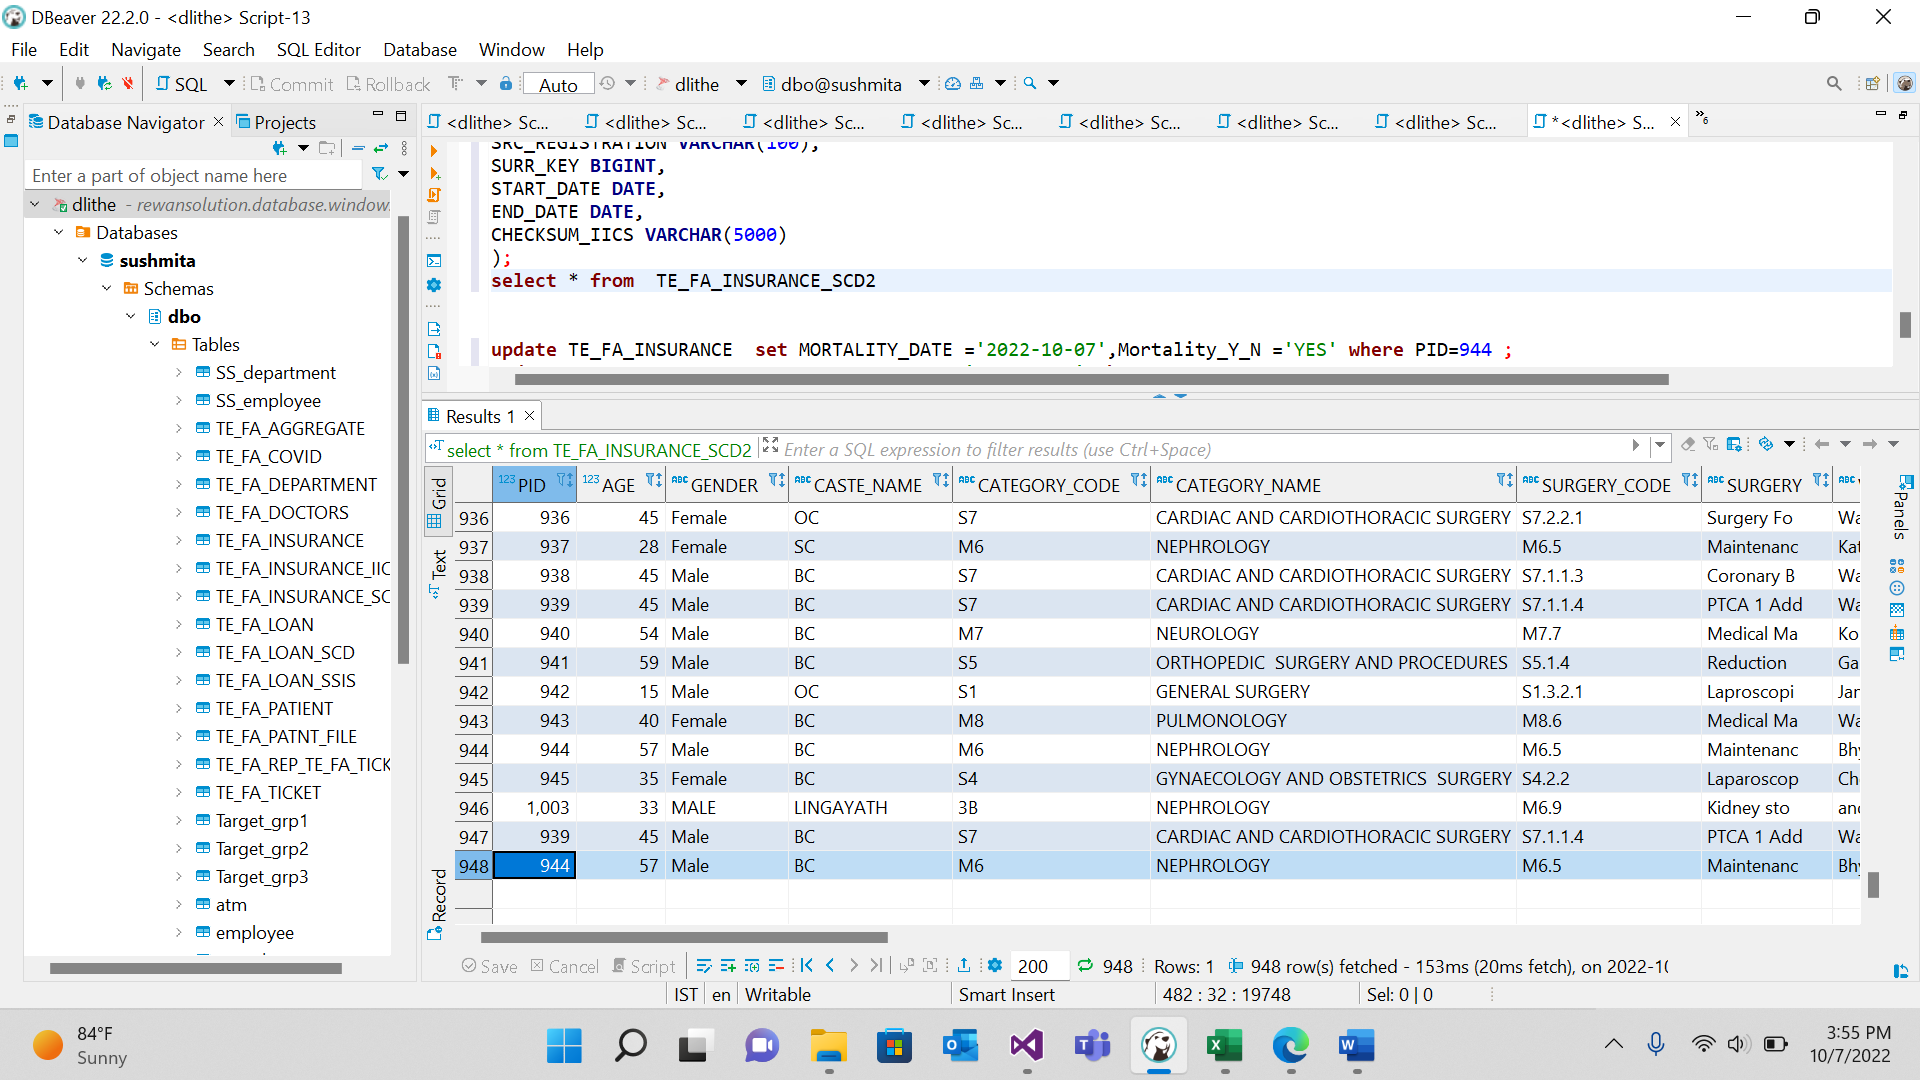 DBeaver 22.2.0 - <dlithe> Script-13
File Edit Navigate Search SQL Editor Database Window Help
SQL Commit Rollback Auto dlithe dbo@sushmita
Database Navigator Projects
<dlithe> Sc... <dlithe> Sc... <dlithe> Sc... <dlithe> Sc... <dlithe> Sc... <dlithe> Sc... <dlithe> Sc... *<dlithe> S... »6
Enter a part of object name here
dlithe - rewansolution.database.window.
Databases
sushmita
Schemas
dbo
Tables
SS_department
SS_employee
TE_FA_AGGREGATE
TE_FA_COVID
TE_FA_DEPARTMENT
TE_FA_DOCTORS
TE_FA_INSURANCE
TE_FA_INSURANCE_IIC
TE_FA_INSURANCE_SC
TE_FA_LOAN
TE_FA_LOAN_SCD
TE_FA_LOAN_SSIS
TE_FA_PATIENT
TE_FA_PATNT_FILE
TE_FA_REP_TE_FA_TICK
TE_FA_TICKET
Target_grp1
Target_grp2
Target_grp3
atm
employee
SRC_REGISTRATION VARCHAR(100),
SURR_KEY BIGINT,
START_DATE DATE,
END_DATE DATE,
CHECKSUM_IICS VARCHAR(5000)
);
select * from  TE_FA_INSURANCE_SCD2
update TE_FA_INSURANCE  set MORTALITY_DATE ='2022-10-07',Mortality_Y_N ='YES' where PID=944 ;
Results 1
select * from TE_FA_INSURANCE_SCD2 Enter a SQL expression to filter results (use Ctrl+Space)
Grid
Text
Record
Panels
123 PID 123 AGE ABC GENDER ABC CASTE_NAME ABC CATEGORY_CODE ABC CATEGORY_NAME ABC SURGERY_CODE ABC SURGERY ABC
936 936 45 Female OC S7 CARDIAC AND CARDIOTHORACIC SURGERY S7.2.2.1 Surgery Fo Wa
937 937 28 Female SC M6 NEPHROLOGY M6.5 Maintenanc Kat
938 938 45 Male BC S7 CARDIAC AND CARDIOTHORACIC SURGERY S7.1.1.3 Coronary B Wa
939 939 45 Male BC S7 CARDIAC AND CARDIOTHORACIC SURGERY S7.1.1.4 PTCA 1 Add Wa
940 940 54 Male BC M7 NEUROLOGY M7.7 Medical Ma Ko
941 941 59 Male BC S5 ORTHOPEDIC  SURGERY AND PROCEDURES S5.1.4 Reduction Ga
942 942 15 Male OC S1 GENERAL SURGERY S1.3.2.1 Laproscopi Jar
943 943 40 Female BC M8 PULMONOLOGY M8.6 Medical Ma Wa
944 944 57 Male BC M6 NEPHROLOGY M6.5 Maintenanc Bhy
945 945 35 Female BC S4 GYNAECOLOGY AND OBSTETRICS  SURGERY S4.2.2 Laparoscop Ch
946 1,003 33 MALE LINGAYATH 3B NEPHROLOGY M6.9 Kidney sto and
947 939 45 Male BC S7 CARDIAC AND CARDIOTHORACIC SURGERY S7.1.1.4 PTCA 1 Add Wa
948 944 57 Male BC M6 NEPHROLOGY M6.5 Maintenanc Bhy
Save Cancel Script 200 948 Rows: 1 948 row(s) fetched - 153ms (20ms fetch), on 2022-10
IST en Writable Smart Insert 482 : 32 : 19748 Sel: 0 | 0
84°F
Sunny
3:55 PM
10/7/2022